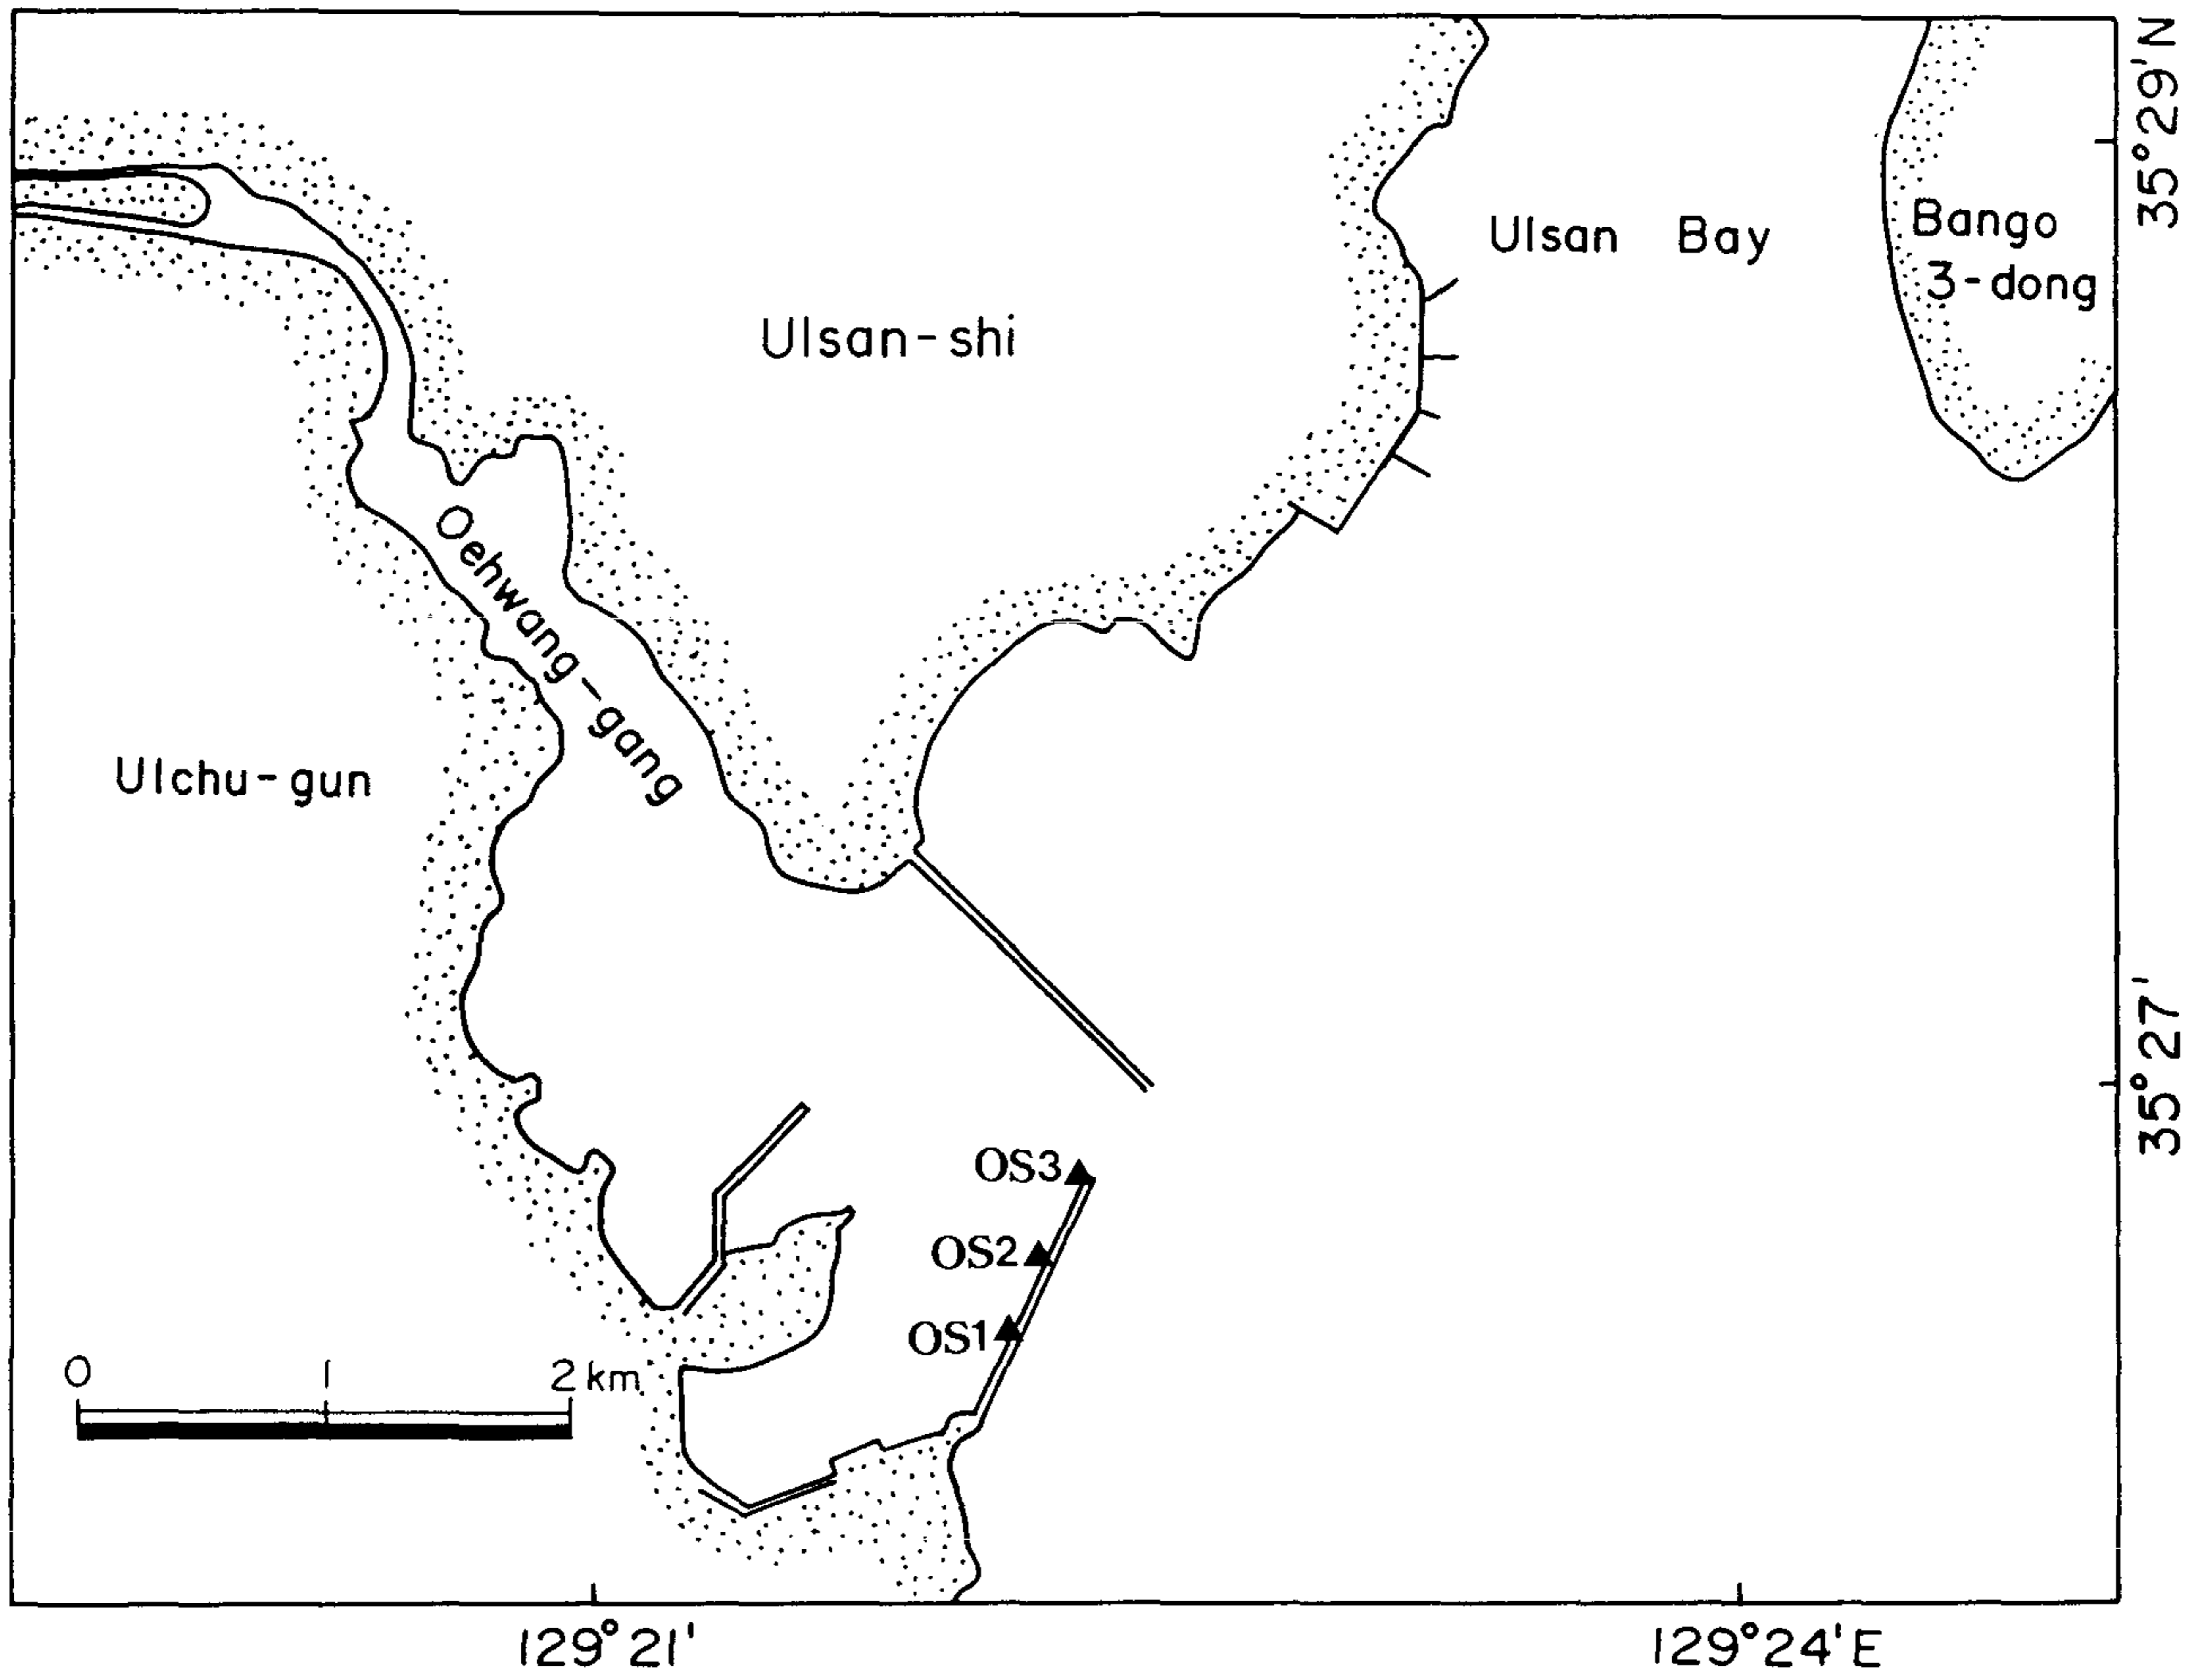 35°29'N
Ulsan Bay
Bango
3-dong
Ulsan-shi
Oehwang-gang
Ulchu-gun
35°27'
OS3
OS2
OS1
0 1 2 km
129°21'
129°24'E